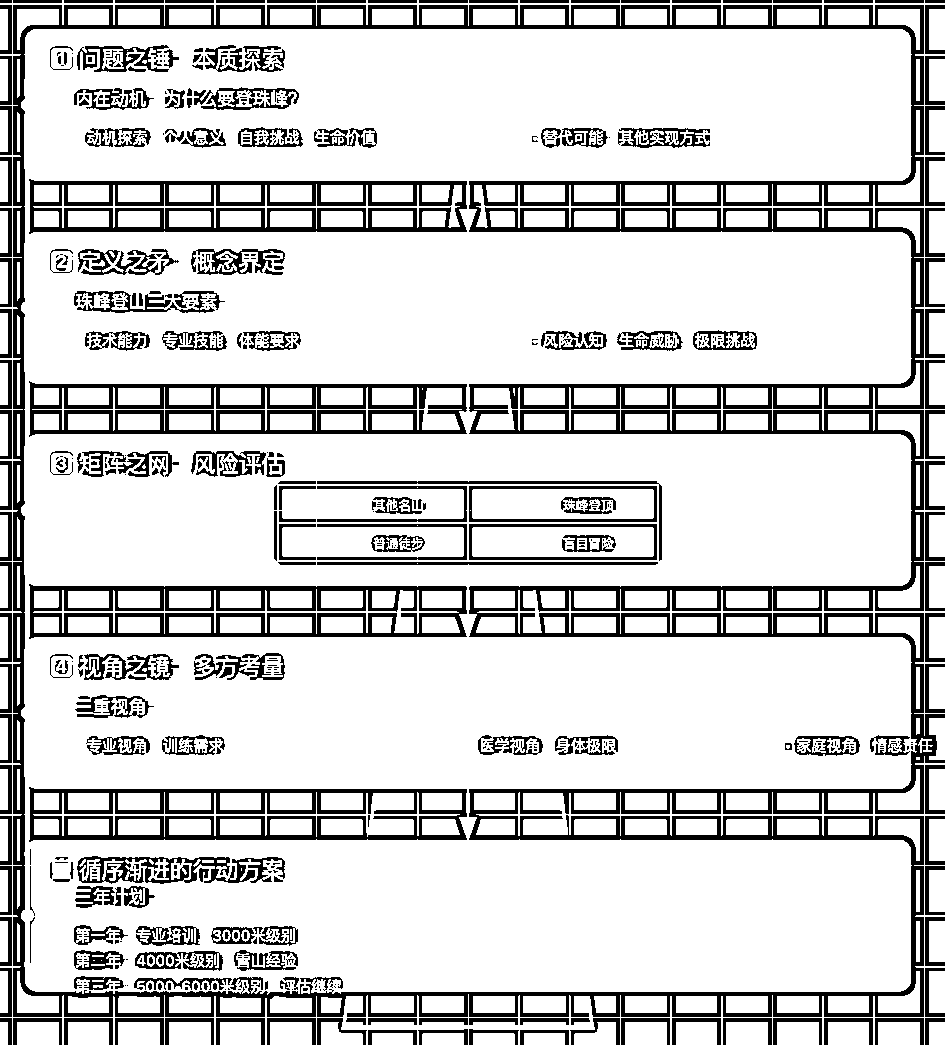 ① 问题之锤 - 本质探索
内在动机 - 为什么要登珠峰?
动机探索 个人意义 自我挑战 生命价值
替代可能 其他实现方式
② 定义之矛 - 概念界定
珠峰登山三大要素
技术能力 专业技能 体能要求
风险认知 生命威胁 极限挑战
③ 矩阵之网 - 风险评估
其他名山 珠峰登顶
普通徒步 盲目冒险
④ 视角之镜 - 多方考量
三重视角
专业视角 训练需求
医学视角 身体极限
家庭视角 情感责任
循序渐进的行动方案
三年计划
第一年 专业培训 3000米级别
第二年 4000米级别 雪山经验
第三年 5000-6000米级别 评估继续